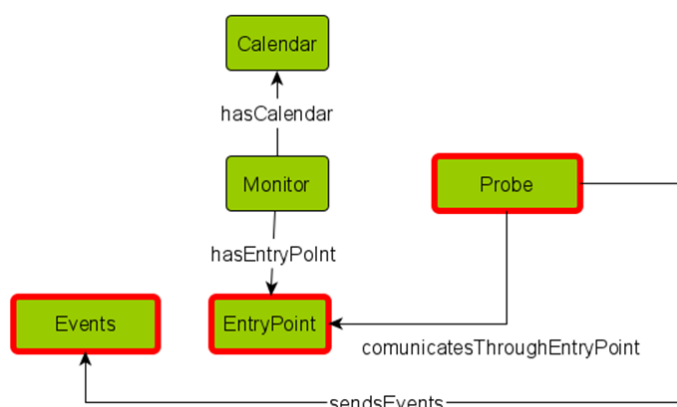 Calendar
hasCalendar
Monitor
Probe
hasEntryPoInt
Events
EntryPoint
comunicatesThroughEntryPoint
sendsEvents